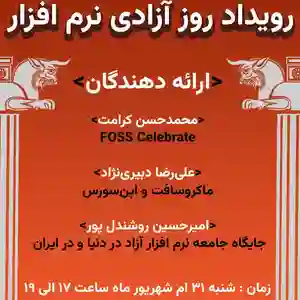 رویداد روز آزادی نرم افزار
<ارائه دهندگان>
<محمدحسن کرامت>
FOSS Celebrate
<علی‌رضا دبیری‌نژاد>
ماکروسافت و اپن‌سورس
<امیرحسین روشندل پور>
جایگاه جامعه نرم افزار آزاد در دنیا و در ایران
زمان : شنبه ۳۱ ام شهریور ماه ساعت ۱۷ الی ۱۹